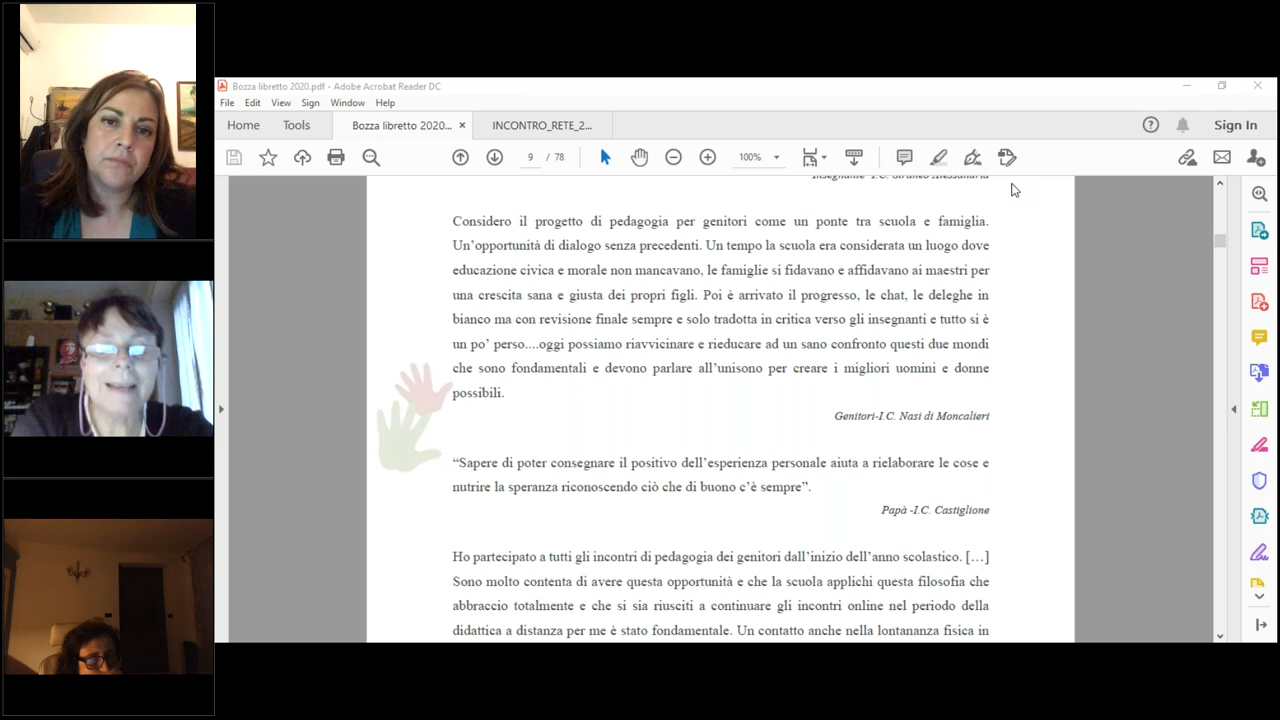 Bozza libretto 2020.pdf - Adobe Acrobat Reader DC
File Edit View Sign Window Help
Home Tools Bozza libretto 2020... × INCONTRO_RETE_2... Sign In
9 / 78 100%
Considero il progetto di pedagogia per genitori come un ponte tra scuola e famiglia.
Un'opportunità di dialogo senza precedenti. Un tempo la scuola era considerata un luogo dove
educazione civica e morale non mancavano, le famiglie si fidavano e affidavano ai maestri per
una crescita sana e giusta dei propri figli. Poi è arrivato il progresso, le chat, le deleghe in
bianco ma con revisione finale sempre e solo tradotta in critica verso gli insegnanti e tutto si è
un po' perso....oggi possiamo riavvicinare e rieducare ad un sano confronto questi due mondi
che sono fondamentali e devono parlare all'unisono per creare i migliori uomini e donne
possibili.
Genitori-I.C. Nasi di Moncalieri
“Sapere di poter consegnare il positivo dell'esperienza personale aiuta a rielaborare le cose e
nutrire la speranza riconoscendo ciò che di buono c'è sempre”.
Papà -I.C. Castiglione
Ho partecipato a tutti gli incontri di pedagogia dei genitori dall'inizio dell'anno scolastico. […]
Sono molto contenta di avere questa opportunità e che la scuola applichi questa filosofia che
abbraccio totalmente e che si sia riusciti a continuare gli incontri online nel periodo della
didattica a distanza per me è stato fondamentale. Un contatto anche nella lontananza fisica in